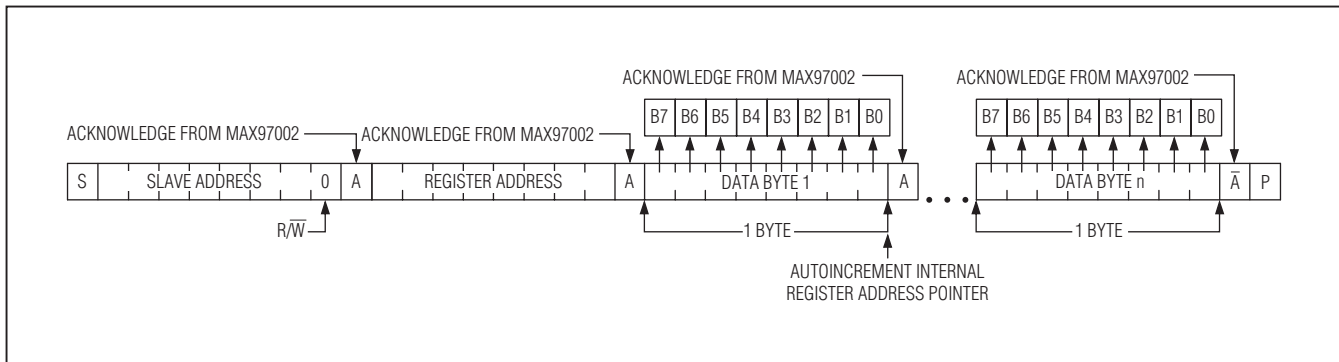 ACKNOWLEDGE FROM MAX97002
ACKNOWLEDGE FROM MAX97002
B7 B6 B5 B4 B3 B2 B1 B0
B7 B6 B5 B4 B3 B2 B1 B0
ACKNOWLEDGE FROM MAX97002
ACKNOWLEDGE FROM MAX97002
S SLAVE ADDRESS 0 A REGISTER ADDRESS A DATA BYTE 1 A DATA BYTE n A̅ P
R/W̅
1 BYTE
1 BYTE
AUTOINCREMENT INTERNAL
REGISTER ADDRESS POINTER